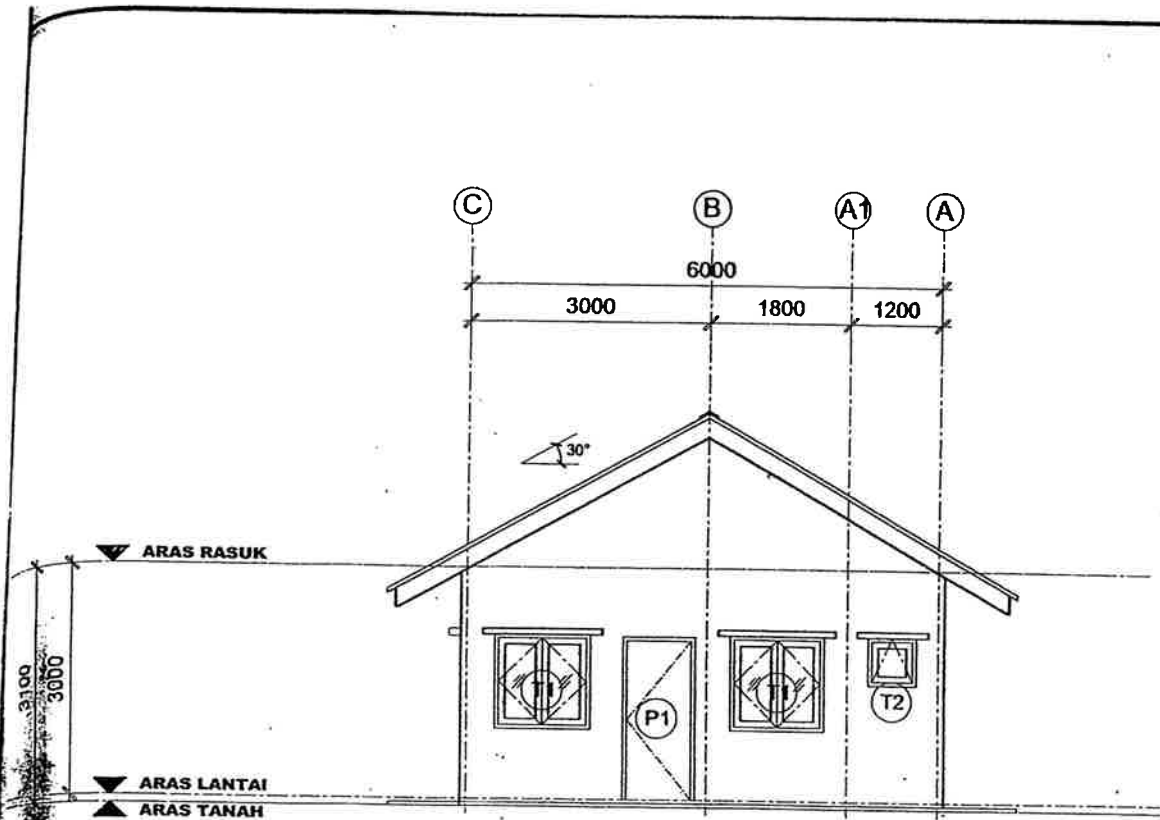 C B A1 A
6000
3000 1800 1200
30°
ARAS RASUK
3100
3000
T1 P1 T1 T2
ARAS LANTAI
ARAS TANAH